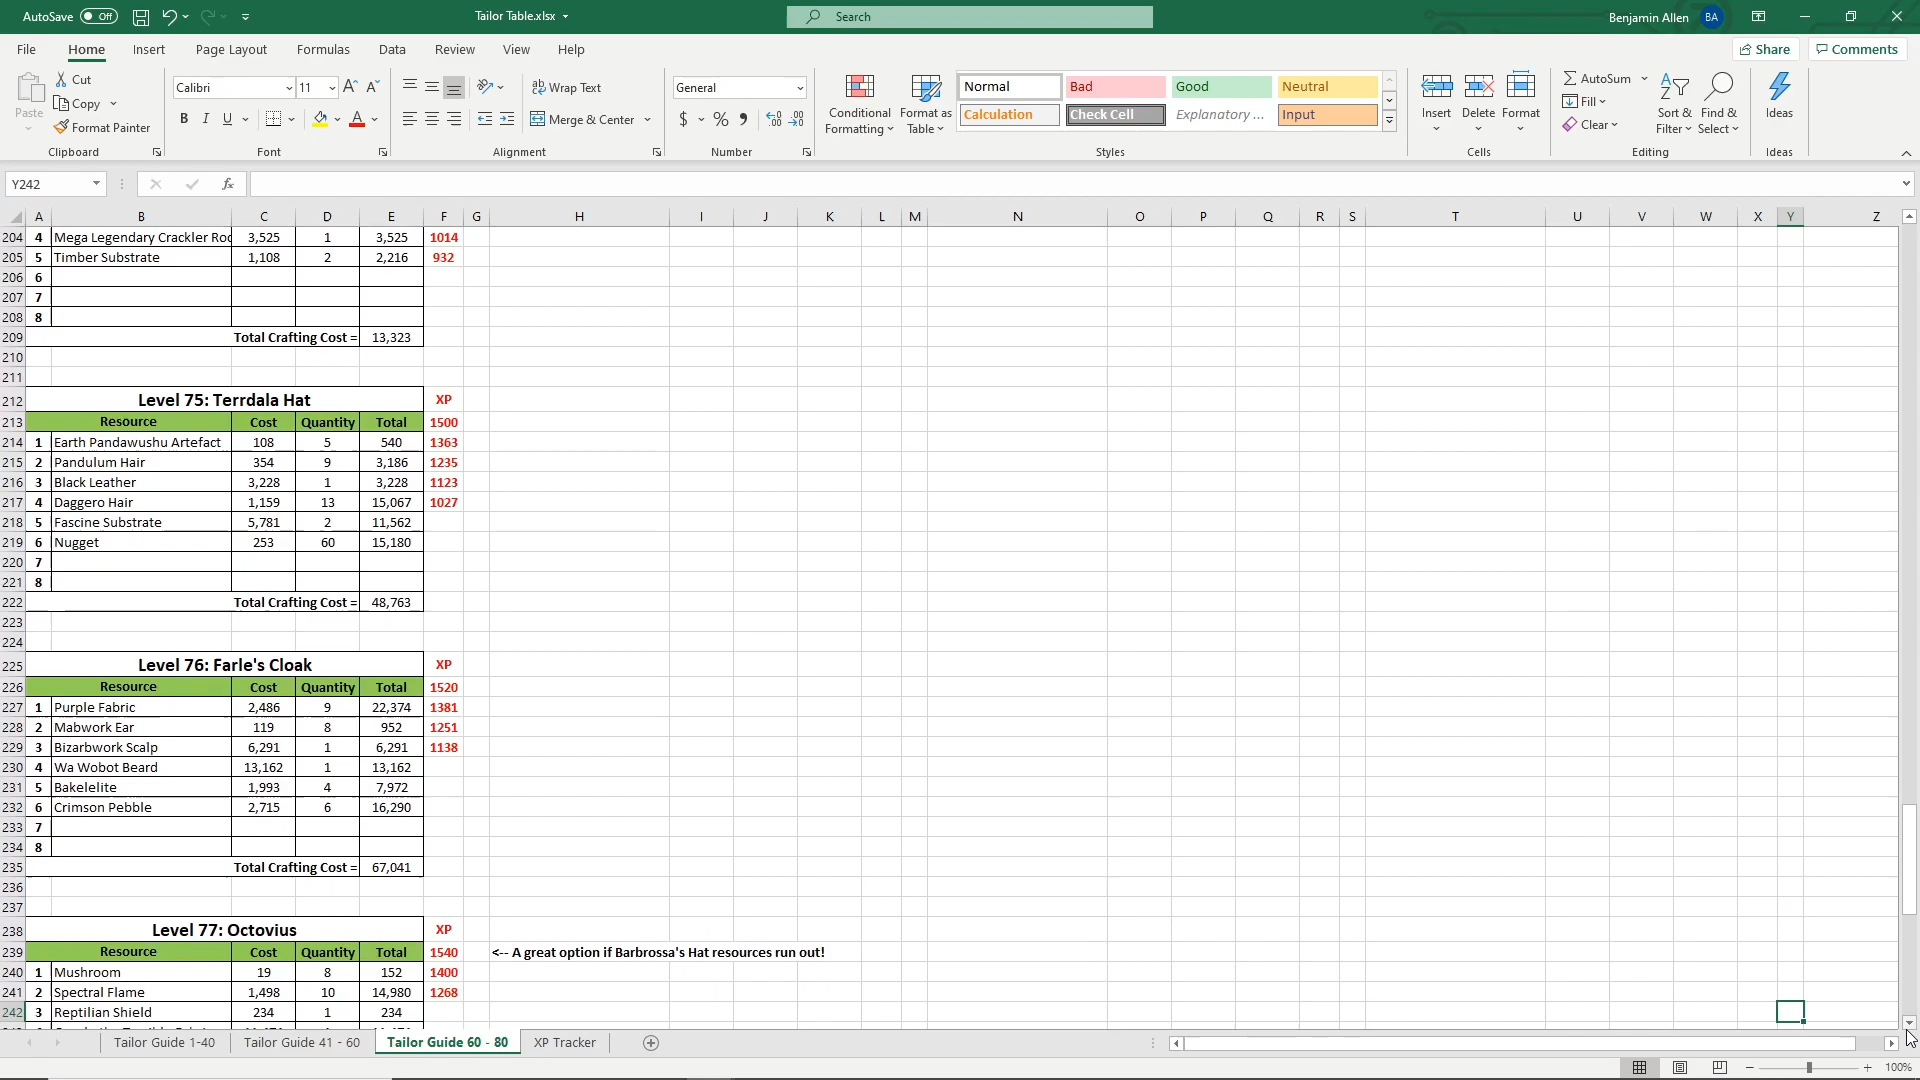 AutoSave Off Tailor Table.xlsx Search Benjamin Allen BA
File Home Insert Page Layout Formulas Data Review View Help Share Comments
Paste Cut Copy Format Painter Clipboard
Calibri 11 A A B I U A Font
Wrap Text Merge & Center Alignment
General $ % 9 Number
Conditional Formatting Format as Table
Normal Bad Good Neutral
Calculation Check Cell Explanatory ... Input
Styles
Insert Delete Format Cells
AutoSum Fill Clear Sort & Filter Find & Select Editing
Ideas Ideas
Y242 fx
A B C D E F G H I J K L M N O P Q R S T U V W X Y Z
204 4 Mega Legendary Crackler Roc 3,525 1 3,525 1014
205 5 Timber Substrate 1,108 2 2,216 932
206 6
207 7
208 8
209 Total Crafting Cost = 13,323
210
211
212 Level 75: Terrdala Hat XP
213 Resource Cost Quantity Total 1500
214 1 Earth Pandawushu Artefact 108 5 540 1363
215 2 Pandulum Hair 354 9 3,186 1235
216 3 Black Leather 3,228 1 3,228 1123
217 4 Daggero Hair 1,159 13 15,067 1027
218 5 Fascine Substrate 5,781 2 11,562
219 6 Nugget 253 60 15,180
220 7
221 8
222 Total Crafting Cost = 48,763
223
224
225 Level 76: Farle's Cloak XP
226 Resource Cost Quantity Total 1520
227 1 Purple Fabric 2,486 9 22,374 1381
228 2 Mabwork Ear 119 8 952 1251
229 3 Bizarbwork Scalp 6,291 1 6,291 1138
230 4 Wa Wobot Beard 13,162 1 13,162
231 5 Bakelelite 1,993 4 7,972
232 6 Crimson Pebble 2,715 6 16,290
233 7
234 8
235 Total Crafting Cost = 67,041
236
237
238 Level 77: Octovius XP
239 Resource Cost Quantity Total 1540 <-- A great option if Barbrossa's Hat resources run out!
240 1 Mushroom 19 8 152 1400
241 2 Spectral Flame 1,498 10 14,980 1268
242 3 Reptilian Shield 234 1 234
Tailor Guide 1-40 Tailor Guide 41 - 60 Tailor Guide 60 - 80 XP Tracker
100%